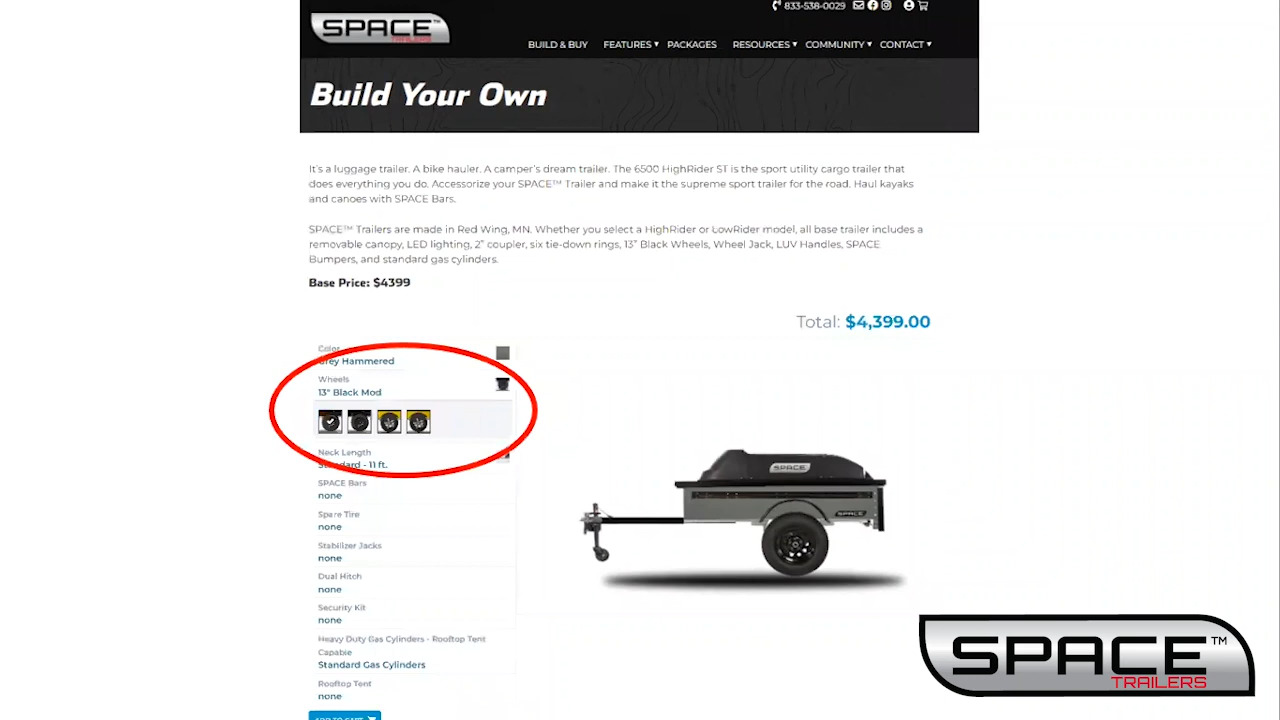 SPACE™
TRAILERS
833-538-0029
BUILD & BUY FEATURES ▾ PACKAGES RESOURCES ▾ COMMUNITY ▾ CONTACT ▾
Build Your Own
It's a luggage trailer. A bike hauler. A camper's dream trailer. The 6500 HighRider ST is the sport utility cargo trailer that
does everything you do. Accessorize your SPACE™ Trailer and make it the supreme sport trailer for the road. Haul kayaks
and canoes with SPACE Bars.
SPACE™ Trailers are made in Red Wing, MN. Whether you select a HighRider or LowRider model, all base trailer includes a
removable canopy, LED lighting, 2" coupler, six tie-down rings, 13" Black Wheels, Wheel Jack, LUV Handles, SPACE
Bumpers, and standard gas cylinders.
Base Price: $4399
Total: $4,399.00
Color
Grey Hammered
Wheels
13" Black Mod
Neck Length
Standard - 11 ft.
SPACE Bars
none
Spare Tire
none
Stabilizer Jacks
none
Dual Hitch
none
Security Kit
none
Heavy Duty Gas Cylinders - Rooftop Tent
Capable
Standard Gas Cylinders
Rooftop Tent
none
ADD TO CART
SPACE
SPACE
SPACE™
TRAILERS